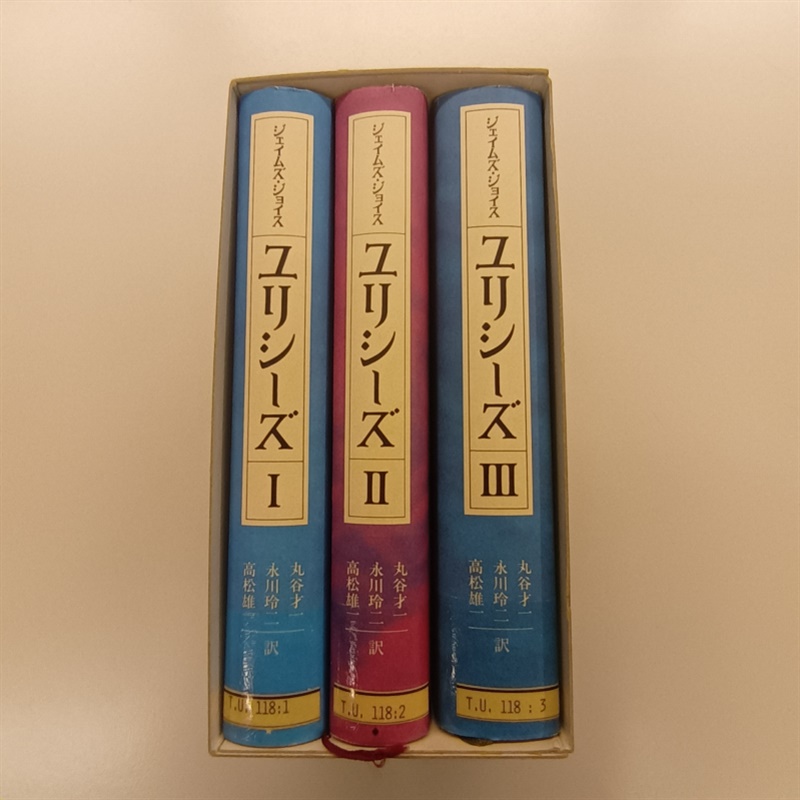 ジェイムズ・ジョイス
ユリシーズ
I
丸谷才一
永川玲二
高松雄一
訳
T.U. 118:1
ジェイムズ・ジョイス
ユリシーズ
II
丸谷才一
永川玲二
高松雄一
訳
T.U. 118:2
ジェイムズ・ジョイス
ユリシーズ
III
丸谷才一
永川玲二
高松雄一
訳
T.U. 118 : 3